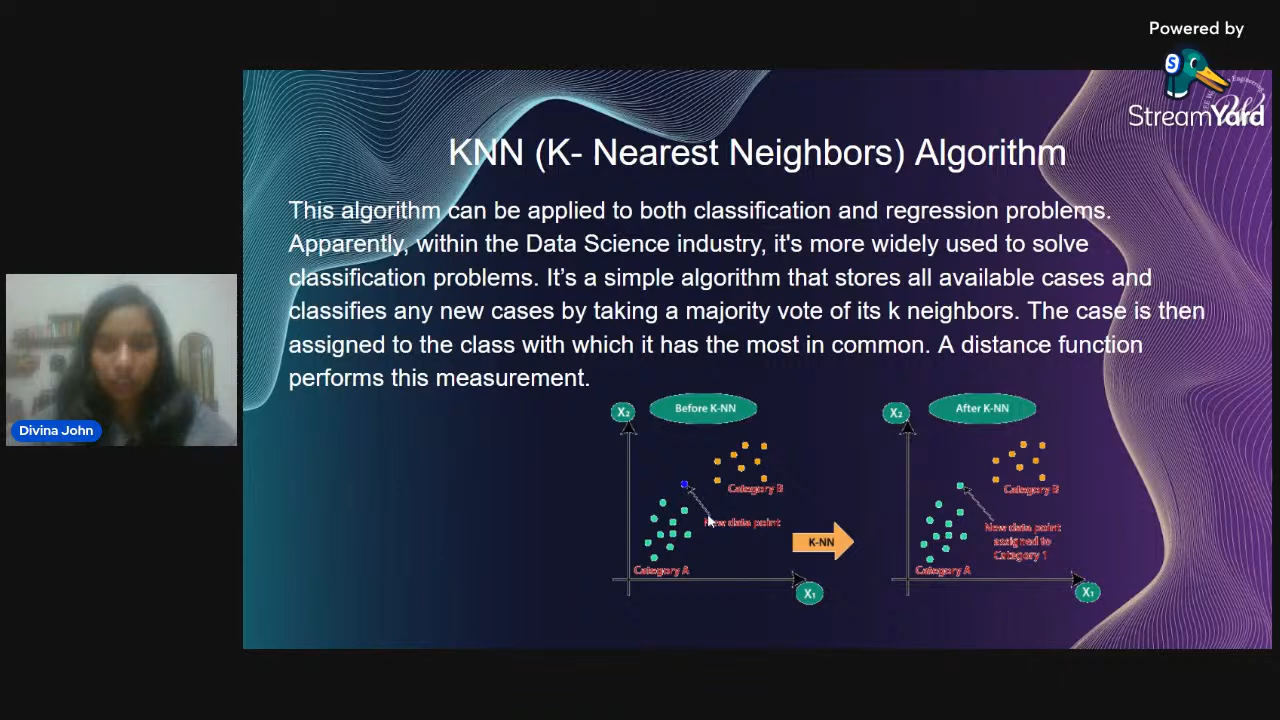 Powered by
StreamYard
KNN (K- Nearest Neighbors) Algorithm
This algorithm can be applied to both classification and regression problems.
Apparently, within the Data Science industry, it's more widely used to solve
classification problems. It’s a simple algorithm that stores all available cases and
classifies any new cases by taking a majority vote of its k neighbors. The case is then
assigned to the class with which it has the most in common. A distance function
performs this measurement.
Divina John
X₂
Before K-NN
Category B
New data point
Category A
X₁
K-NN
X₂
After K-NN
Category B
New data point
assigned to
Category 1
Category A
X₁